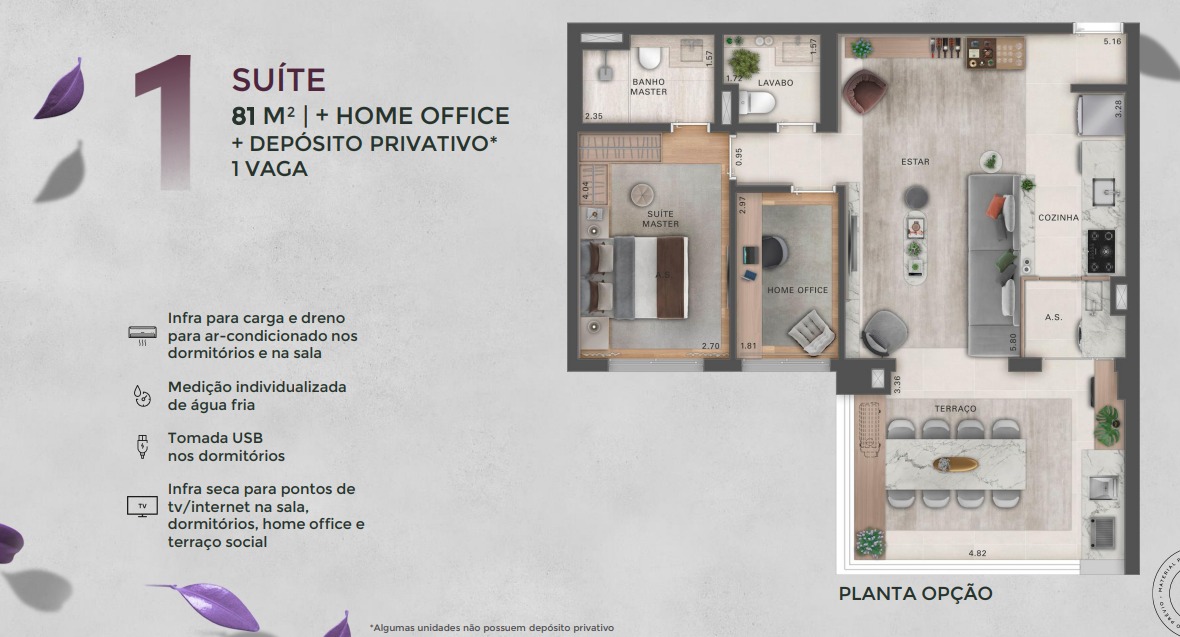 1
SUÍTE
81 M² | + HOME OFFICE
+ DEPÓSITO PRIVATIVO*
1 VAGA
Infra para carga e dreno
para ar-condicionado nos
dormitórios e na sala
Medição individualizada
de água fria
Tomada USB
nos dormitórios
TV
Infra seca para pontos de
tv/internet na sala,
dormitórios, home office e
terraço social
*Algumas unidades não possuem depósito privativo
BANHO
MASTER
1.57
2.35
LAVABO
1.57
1.72
5.16
3.28
ESTAR
0.95
4.04
SUÍTE
MASTER
A.S.
2.70
2.97
HOME OFFICE
1.81
COZINHA
A.S.
5.80
3.36
TERRAÇO
4.82
PLANTA OPÇÃO